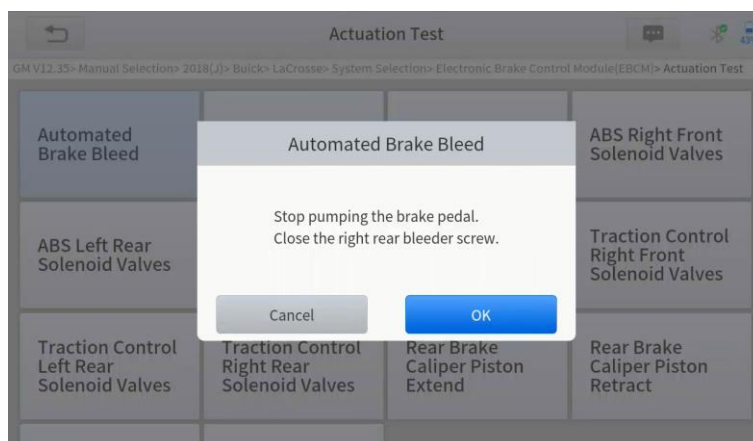 Actuation Test
GM V12.35> Manual Selection> 2018(J)> Buick> LaCrosse> System Selection> Electronic Brake Control Module(EBCM)> Actuation Test
Automated
Brake Bleed
ABS Right Front
Solenoid Valves
Automated Brake Bleed
Stop pumping the brake pedal.
Close the right rear bleeder screw.
Cancel
OK
ABS Left Rear
Solenoid Valves
Traction Control
Right Front
Solenoid Valves
Traction Control
Left Rear
Solenoid Valves
Traction Control
Right Rear
Solenoid Valves
Rear Brake
Caliper Piston
Extend
Rear Brake
Caliper Piston
Retract